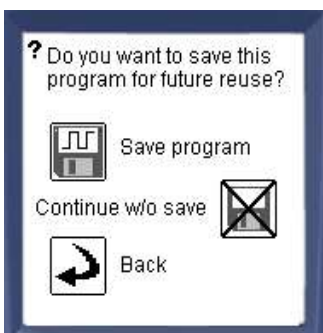 ? Do you want to save this
program for future reuse?
Save program
Continue w/o save
Back